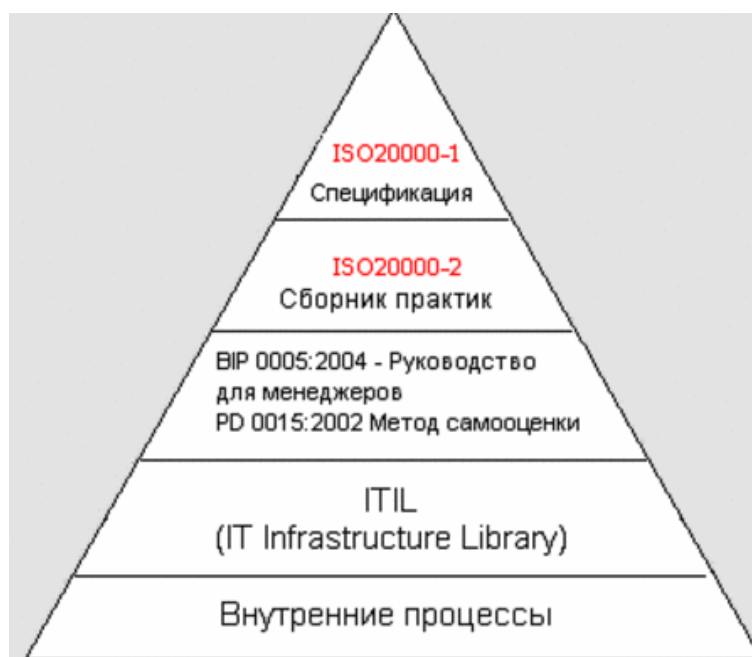 ISO20000-1
Спецификация
ISO20000-2
Сборник практик
BIP 0005:2004 - Руководство
для менеджеров
PD 0015:2002 Метод самооценки
ITIL
(IT Infrastructure Library)
Внутренние процессы